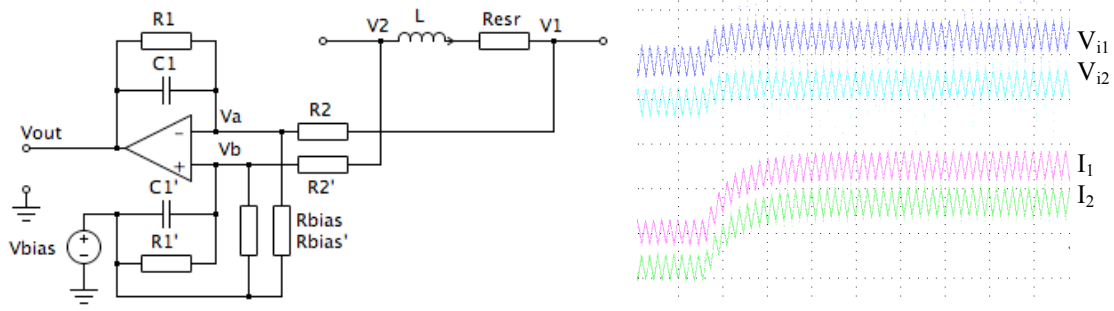 R1
C1
V2
L
Resr
V1
Va
R2
Vout
−
+
Vb
R2'
C1'
R1'
Vbias
+
−
Rbias
Rbias'
Vi1
Vi2
I1
I2